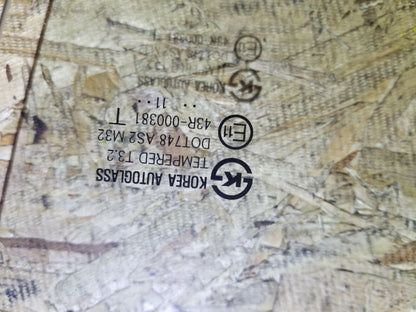 KOREA AUTOGLASS
TEMPERED T3.2
DOT748 AS2 M32
E11 43R-000381 T
.. 11 ..